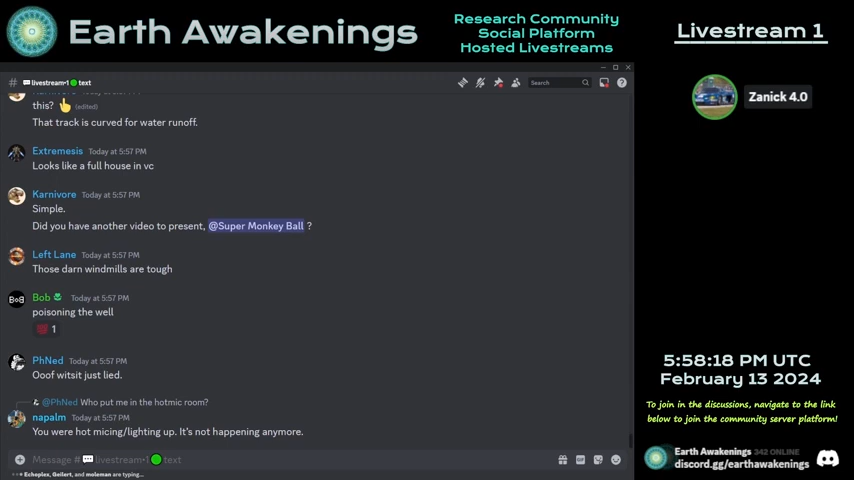 Earth Awakenings
Research Community
Social Platform
Hosted Livestreams
Livestream 1
# livestream•1 text
Search
this? (edited)
That track is curved for water runoff.
Extremesis Today at 5:57 PM
Looks like a full house in vc
Karnivore Today at 5:57 PM
Simple.
Did you have another video to present, @Super Monkey Ball ?
Left Lane Today at 5:57 PM
Those darn windmills are tough
BOB
Bob Today at 5:57 PM
poisoning the well
1
PhNed Today at 5:57 PM
Ooof witsit just lied.
@PhNed Who put me in the hotmic room?
napalm Today at 5:57 PM
You were hot micing/lighting up. It's not happening anymore.
Message # livestream•1 text
GIF
Echoplex, Geilert, and moleman are typing...
Zanick 4.0
5:58:18 PM UTC
February 13 2024
To join in the discussions, navigate to the link
below to join the community server platform!
Earth Awakenings 342 ONLINE
discord.gg/earthawakenings